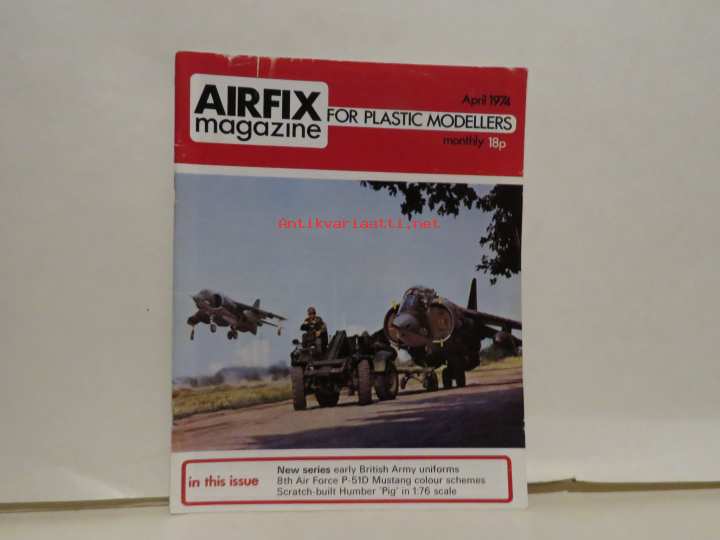 April 1974
AIRFIX
magazine
FOR PLASTIC MODELLERS
monthly 18p
Antikvariaatti.net
in this issue
New series early British Army uniforms
8th Air Force P-51D Mustang colour schemes
Scratch-built Humber 'Pig' in 1:76 scale